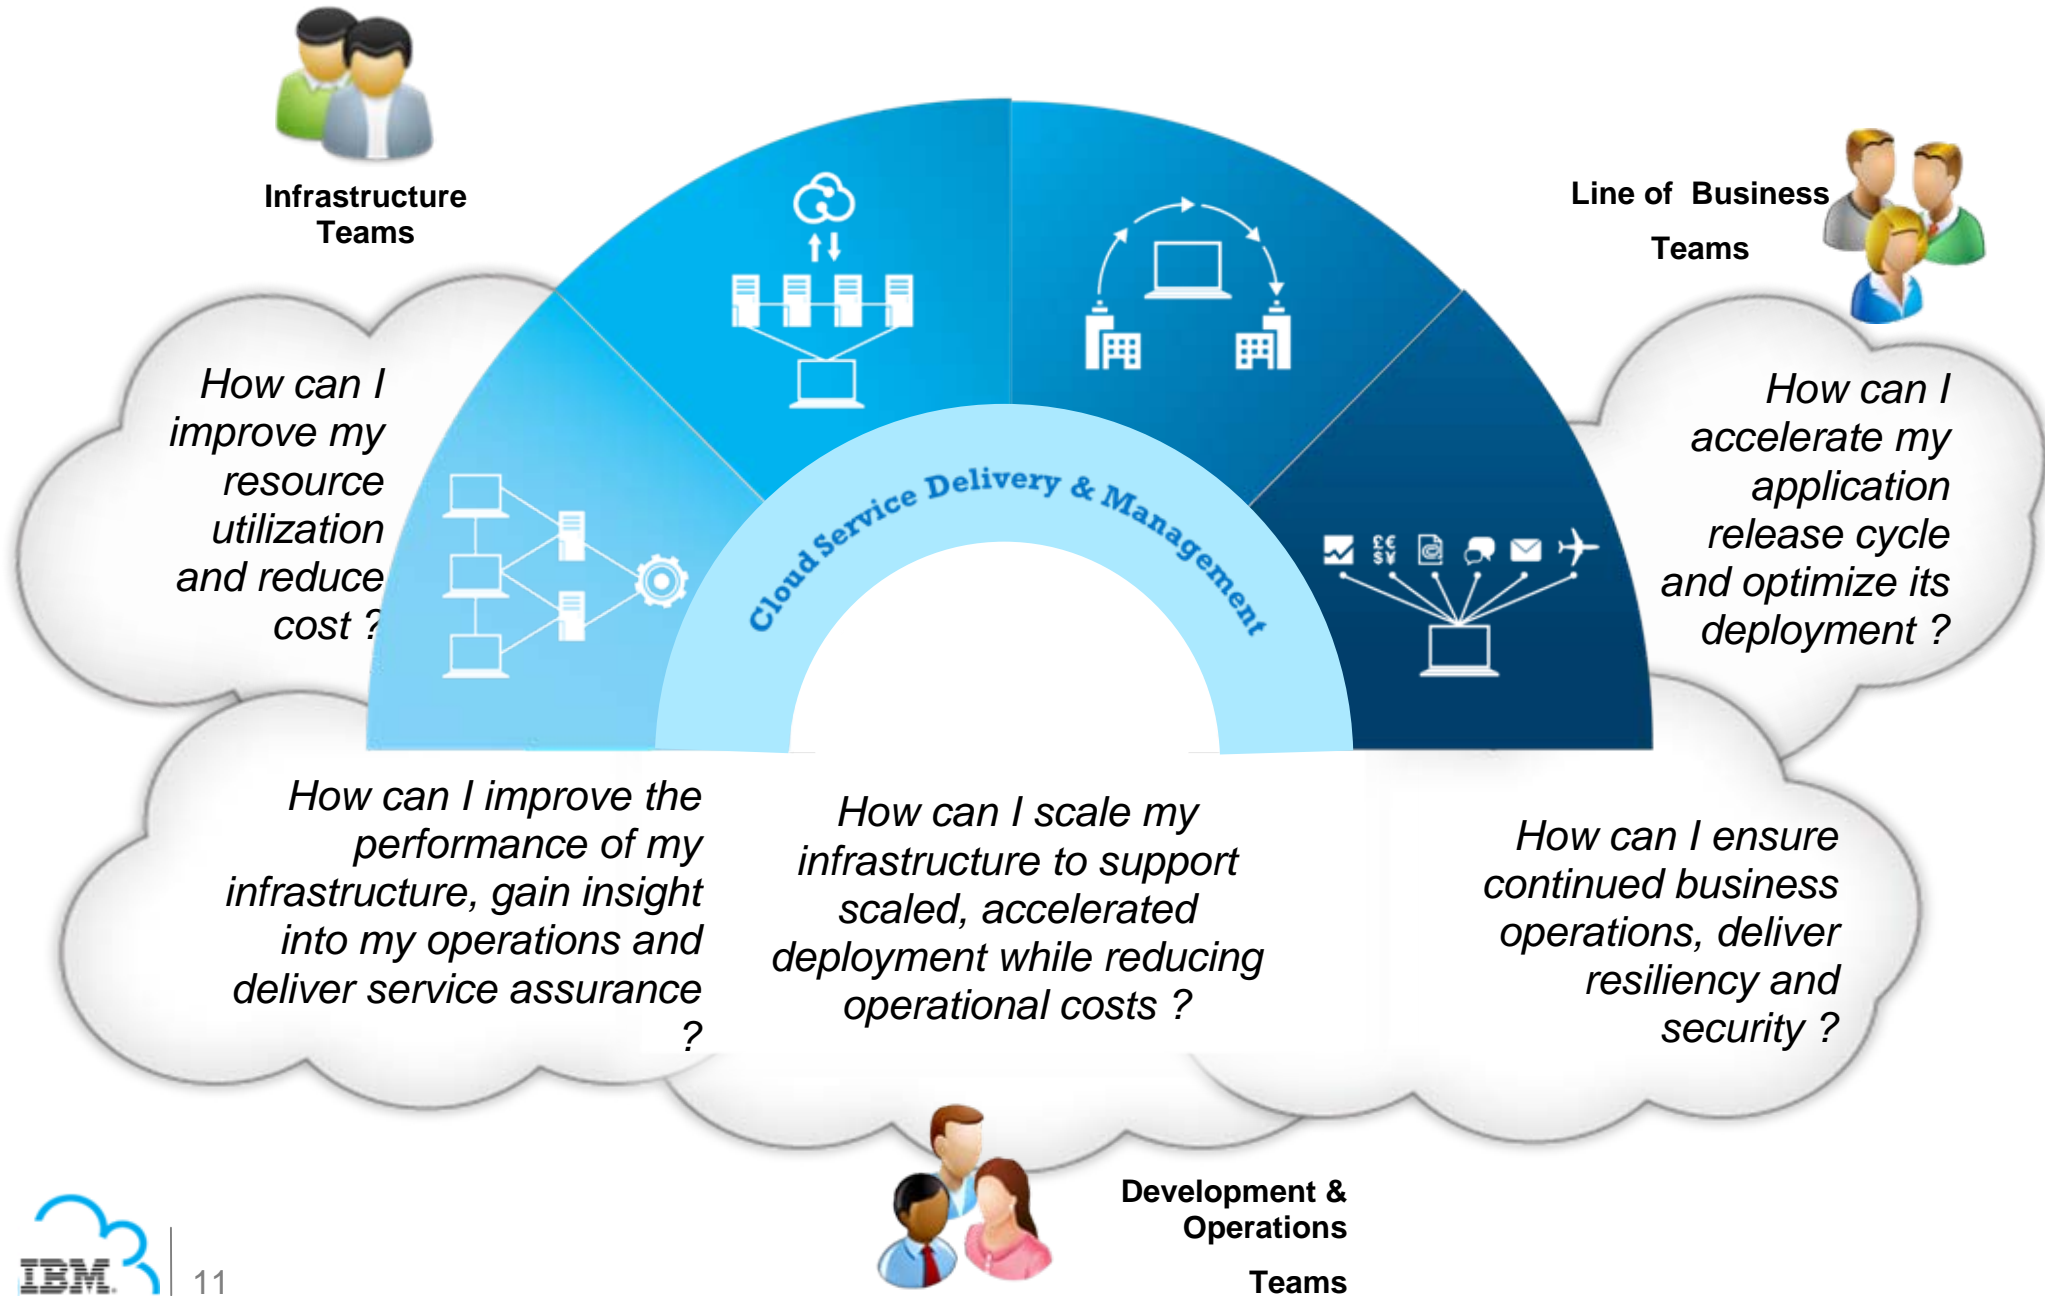 Infrastructure
Teams
Line of Business
Teams
How can I
improve my
resource
utilization
and reduce
cost ?
Cloud Service Delivery & Management
£€
$¥
@
How can I
accelerate my
application
release cycle
and optimize its
deployment ?
How can I improve the
performance of my
infrastructure, gain insight
into my operations and
deliver service assurance
?
How can I scale my
infrastructure to support
scaled, accelerated
deployment while reducing
operational costs ?
How can I ensure
continued business
operations, deliver
resiliency and
security ?
Development &
Operations
Teams
IBM.
11